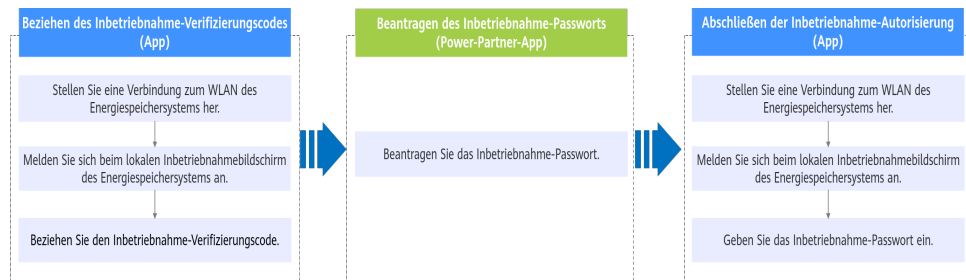 Beziehen des Inbetriebnahme-Verifizierungscodes
(App)
Stellen Sie eine Verbindung zum WLAN des
Energiespeichersystems her.
Melden Sie sich beim lokalen Inbetriebnahmebildschirm
des Energiespeichersystems an.
Beziehen Sie den Inbetriebnahme-Verifizierungscode.
Beantragen des Inbetriebnahme-Passworts
(Power-Partner-App)
Beantragen Sie das Inbetriebnahme-Passwort.
Abschließen der Inbetriebnahme-Autorisierung
(App)
Stellen Sie eine Verbindung zum WLAN des
Energiespeichersystems her.
Melden Sie sich beim lokalen Inbetriebnahmebildschirm
des Energiespeichersystems an.
Geben Sie das Inbetriebnahme-Passwort ein.